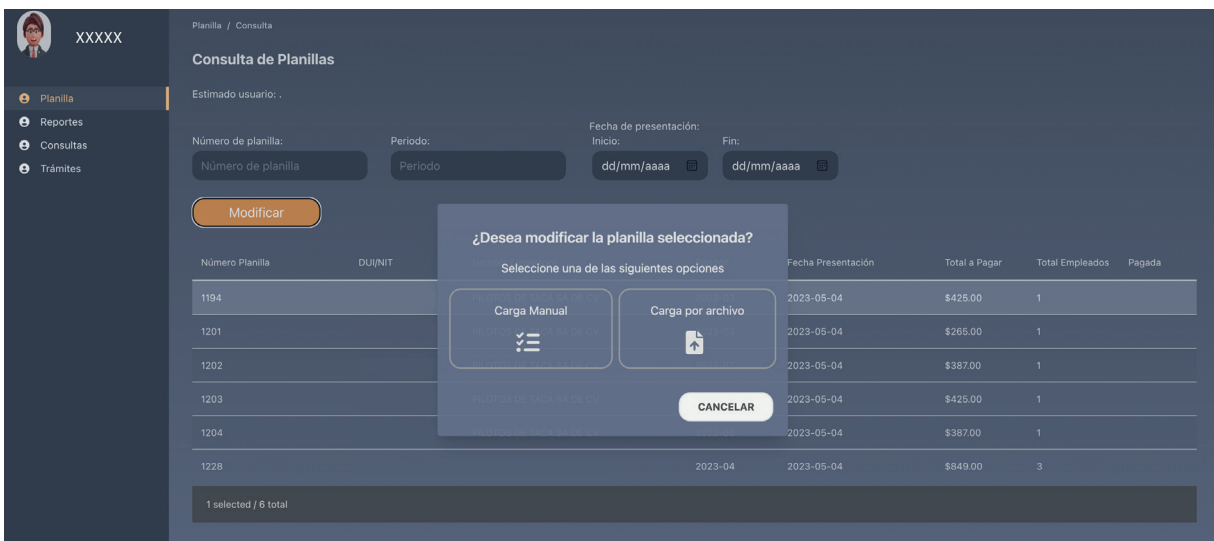 XXXXX
Planilla
Reportes
Consultas
Trámites
Planilla / Consulta
Consulta de Planillas
Estimado usuario: .
Fecha de presentación:
Número de planilla: Periodo: Inicio: Fin:
Número de planilla Periodo dd/mm/aaaa dd/mm/aaaa
Modificar
¿Desea modificar la planilla seleccionada?
Seleccione una de las siguientes opciones
Carga Manual Carga por archivo
CANCELAR
Número Planilla DUI/NIT Fecha Presentación Total a Pagar Total Empleados Pagada
1194 2023-05-04 $425.00 1
1201 2023-05-04 $265.00 1
1202 2023-05-04 $387.00 1
1203 2023-05-04 $425.00 1
1204 2023-05-04 $387.00 1
1228 2023-04 2023-05-04 $849.00 3
1 selected / 6 total